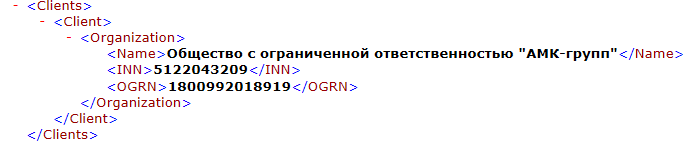 - <Clients>
- <Client>
- <Organization>
<Name>Общество с ограниченной ответственностью "АМК-групп"</Name>
<INN>5122043209</INN>
<OGRN>1800992018919</OGRN>
</Organization>
</Client>
</Clients>